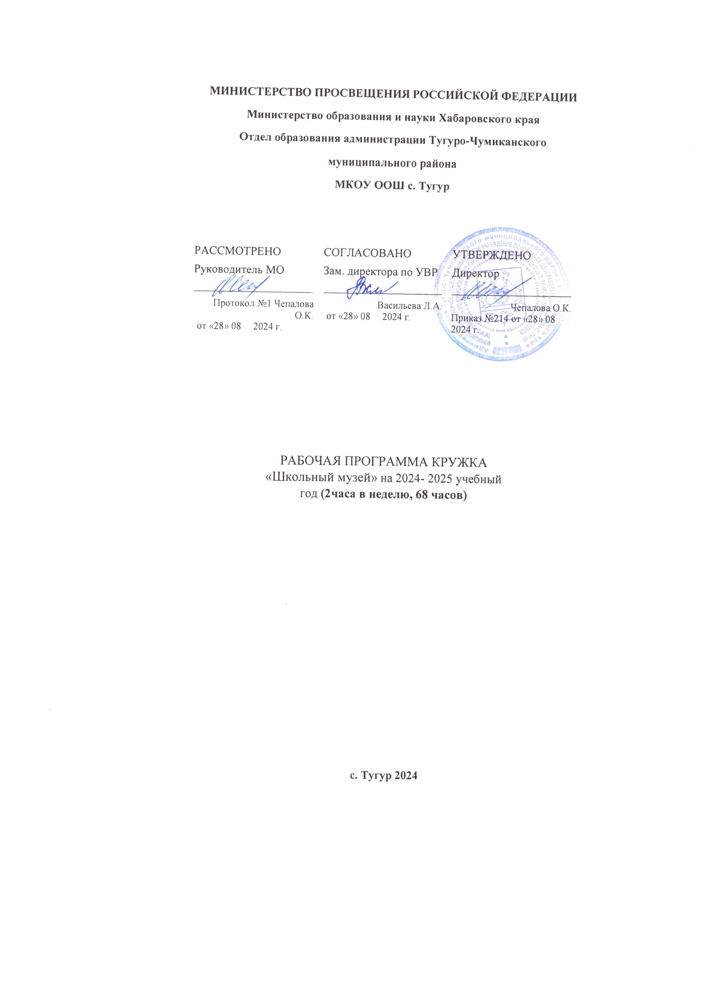 МИНИСТЕРСТВО ПРОСВЕЩЕНИЯ РОССИЙСКОЙ ФЕДЕРАЦИИ
Министерство образования и науки Хабаровского края
Отдел образования администрации Тугуро-Чумиканского
муниципального района
МКОУ ООШ с. Тугур
РАССМОТРЕНО
Руководитель МО
Протокол №1 Чепалова
О.К.
от «28» 08 2024 г.
СОГЛАСОВАНО
Зам. директора по УВР
Васильева Л.А.
от «28» 08 2024 г.
УТВЕРЖДЕНО
Директор
Чепалова О.К.
Приказ №214 от «28» 08
2024 г.
РАБОЧАЯ ПРОГРАММА КРУЖКА
«Школьный музей» на 2024- 2025 учебный
год (2часа в неделю, 68 часов)
с. Тугур 2024